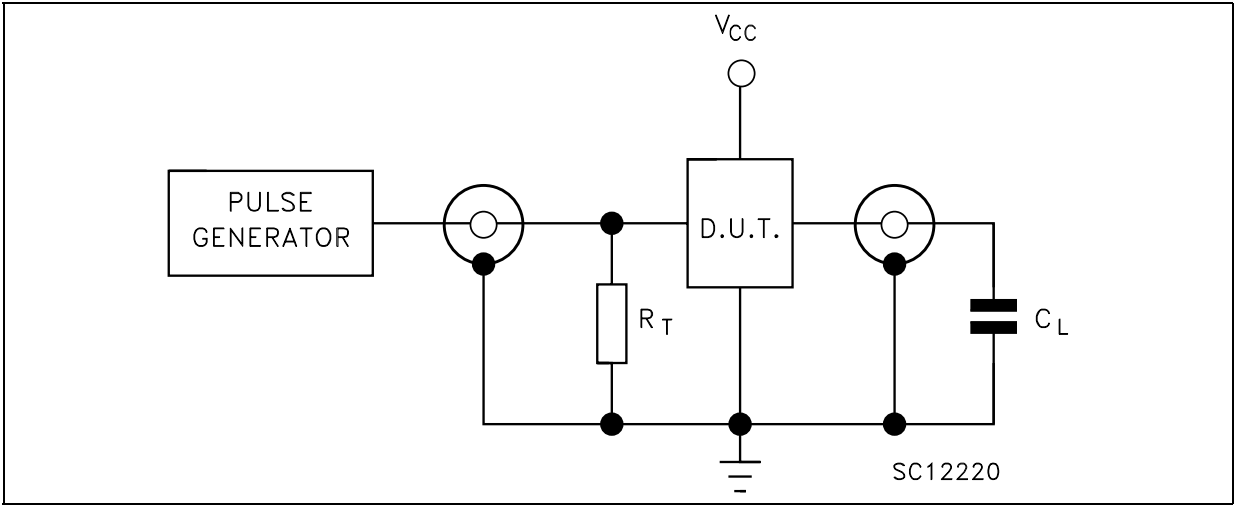 VCC
PULSE
GENERATOR
D.U.T.
RT
CL
SC12220